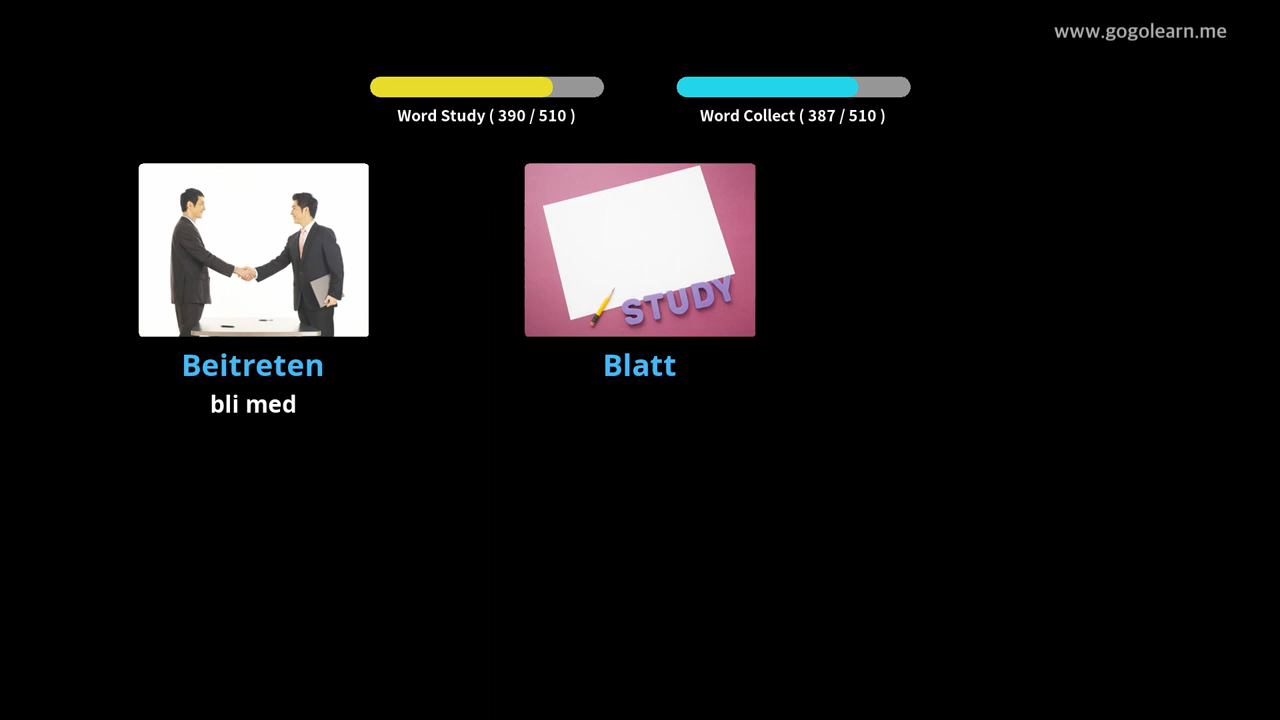 www.gogolearn.me
Word Study ( 390 / 510 )
Word Collect ( 387 / 510 )
STUDY
Beitreten
Blatt
bli med